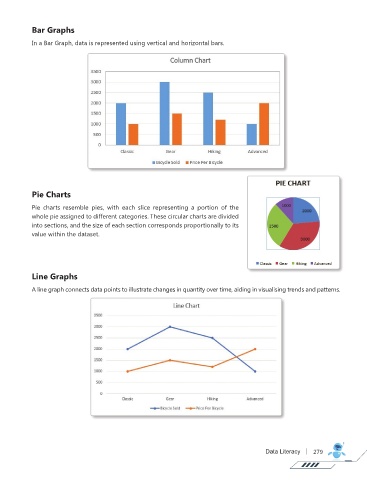 Bar Graphs
In a Bar Graph, data is represented using vertical and horizontal bars.
Column Chart
3500
3000
2500
2000
1500
1000
500
0
Classic Gear Hiking Advanced
Bicycle Sold Price Per Bicycle
PIE CHART
1000
2000
2500
3000
Classic Gear Hiking Advanced
Pie Charts
Pie charts resemble pies, with each slice representing a portion of the
whole pie assigned to different categories. These circular charts are divided
into sections, and the size of each section corresponds proportionally to its
value within the dataset.
Line Graphs
A line graph connects data points to illustrate changes in quantity over time, aiding in visualising trends and patterns.
Line Chart
3500
3000
2500
2000
1500
1000
500
0
Classic Gear Hiking Advanced
Bicycle Sold Price Per Bicycle
Data Literacy | 279